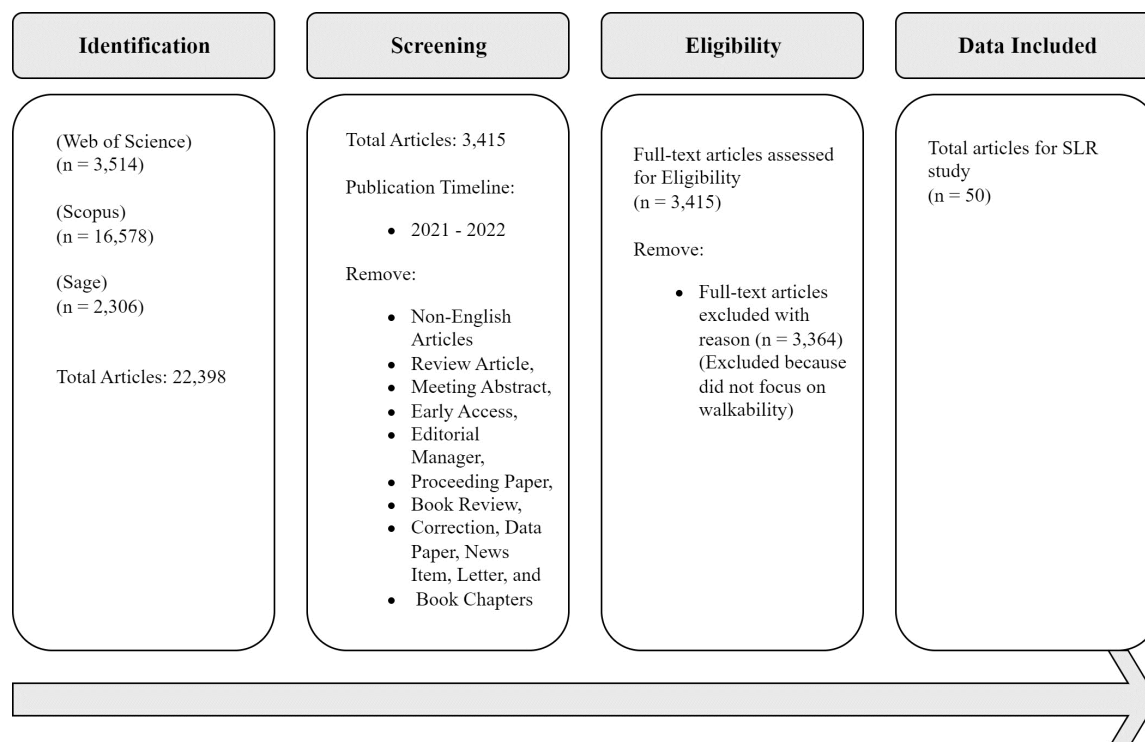 Identification
(Web of Science)
(n = 3,514)
(Scopus)
(n = 16,578)
(Sage)
(n = 2,306)
Total Articles: 22,398
Screening
Total Articles: 3,415
Publication Timeline:
• 2021 - 2022
Remove:
• Non-English
Articles
• Review Article,
• Meeting Abstract,
• Early Access,
• Editorial
Manager,
• Proceeding Paper,
• Book Review,
• Correction, Data
Paper, News
Item, Letter, and
• Book Chapters
Eligibility
Full-text articles assessed
for Eligibility
(n = 3,415)
Remove:
• Full-text articles
excluded with
reason (n = 3,364)
(Excluded because
did not focus on
walkability)
Data Included
Total articles for SLR
study
(n = 50)